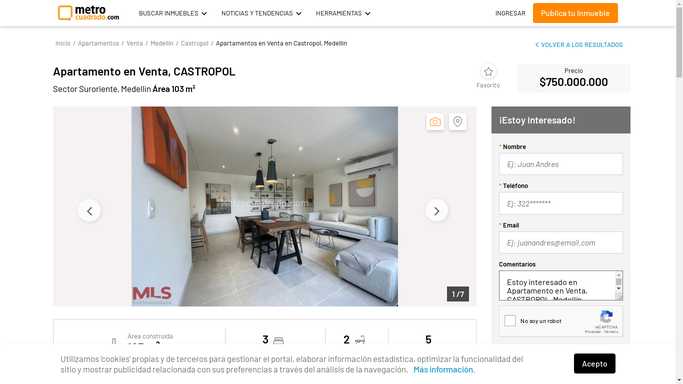 metro
cuadrado.com
BUSCAR INMUEBLES
NOTICIAS Y TENDENCIAS
HERRAMIENTAS
INGRESAR
Publica tu Inmueble
Inicio / Apartamentos / Venta / Medellín / Castropol / Apartamentos en Venta en Castropol, Medellín
VOLVER A LOS RESULTADOS
Apartamento en Venta, CASTROPOL
Sector Suroriente, Medellín Área 103 m²
Favorito
Precio
$750.000.000
MLS
1 / 7
¡Estoy Interesado!
* Nombre
Ej: Juan Andres
* Teléfono
Ej: 322*******
* Email
Ej: juanandres@email.com
Comentarios
Estoy interesado en
Apartamento en Venta,
CASTROPOL, Medellín
No soy un robot
reCAPTCHA
Privacidad - Términos
Área construida
3
2
5
Utilizamos 'cookies' propias y de terceros para gestionar el portal, elaborar información estadística, optimizar la funcionalidad del
sitio y mostrar publicidad relacionada con sus preferencias a través del análisis de la navegación. Más información.
Acepto